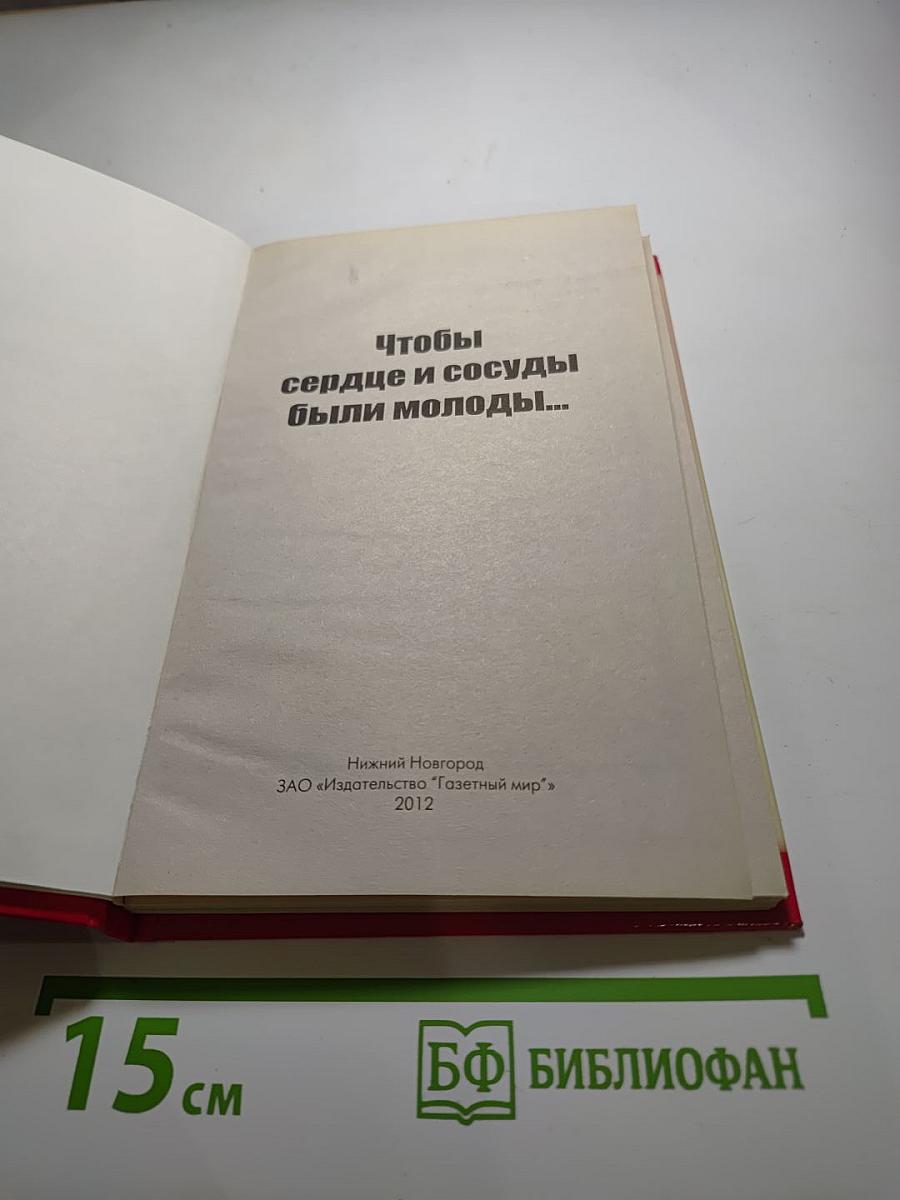 Чтобы
сердце и сосуды
были молоды...
Нижний Новгород
ЗАО «Издательство "Газетный мир"»
2012
15 см
БФ БИБЛИОФАН